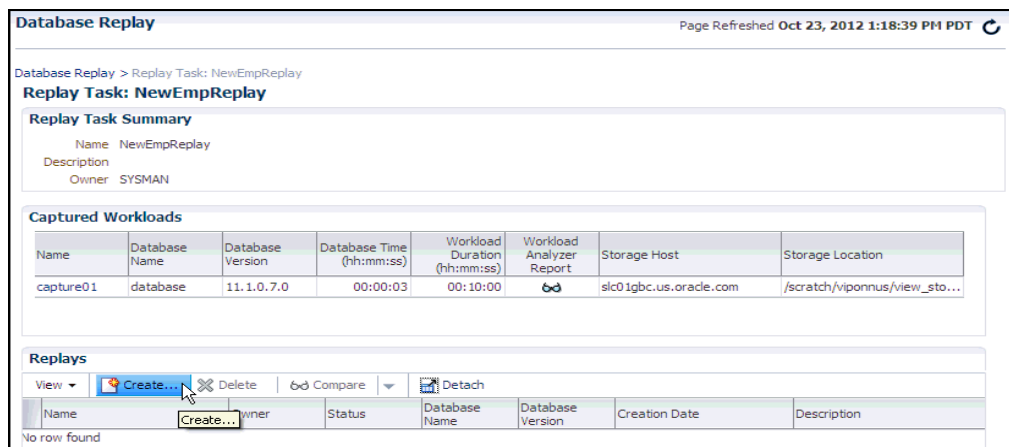 Database Replay
Page Refreshed Oct 23, 2012 1:18:39 PM PDT
Database Replay > Replay Task: NewEmpReplay
Replay Task: NewEmpReplay
Replay Task Summary
Name NewEmpReplay
Description
Owner SYSMAN
Captured Workloads
Name Database Name Database Version Database Time (hh:mm:ss) Workload Duration (hh:mm:ss) Workload Analyzer Report Storage Host Storage Location
capture01 database 11.1.0.7.0 00:00:03 00:10:00 slc01gbc.us.oracle.com /scratch/viponnus/view_sto...
Replays
View Create... Delete Compare Detach
Name Owner Status Database Name Database Version Creation Date Description
Create...
No row found